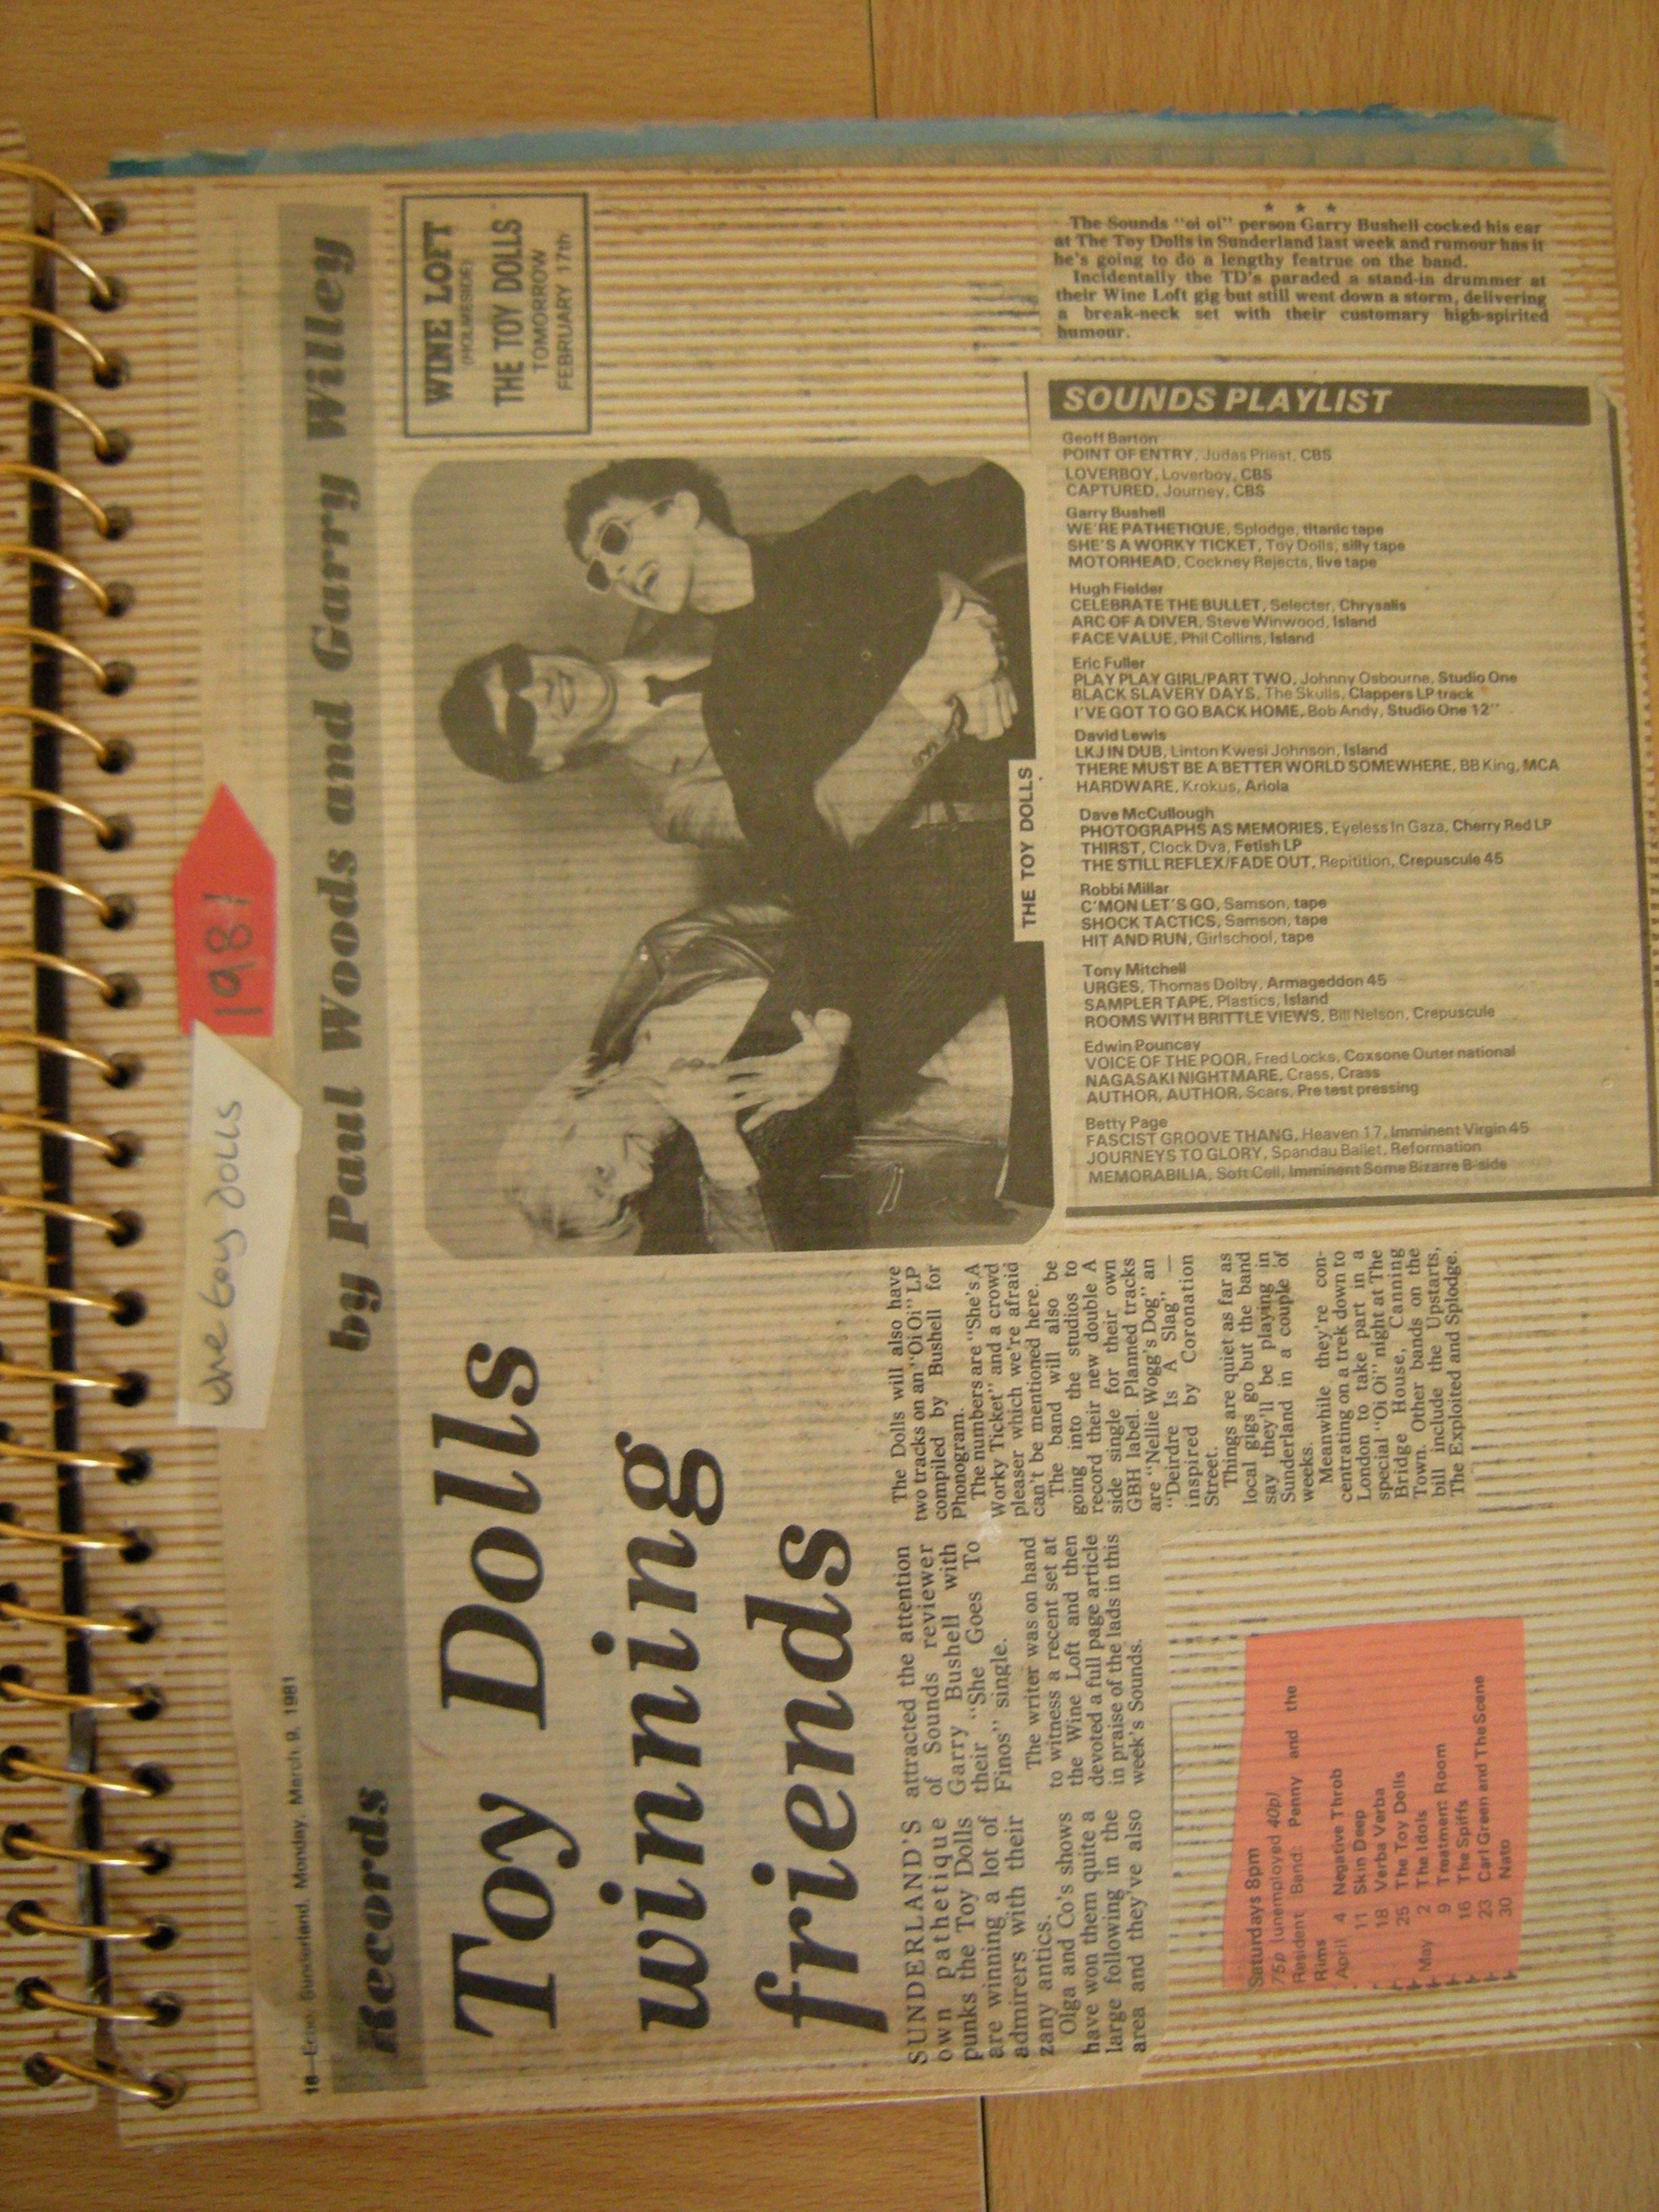 the toy dolls
1981
16—Echo, Sunderland, Monday, March 9, 1981
Records
by Paul Woods and Garry Willey
Toy Dolls
winning
friends
SUNDERLAND'S
own pathetique
punks the Toy Dolls
are winning a lot of
admirers with their
zany antics.
Olga and Co's shows
have won them quite a
large following in the
area and they've also
attracted the attention
of Sounds reviewer
Garry Bushell with
their "She Goes To
Finos" single.
The writer was on hand
to witness a recent set at
the Wine Loft and then
devoted a full page article
in praise of the lads in this
week's Sounds.
The Dolls will also have
two tracks on an "Oi Oi" LP
compiled by Bushell for
Phonogram.
The numbers are "She's A
Worky Ticket" and a crowd
pleaser which we're afraid
can't be mentioned here.
The band will also be
going into the studios to
record their new double A
side single for their own
GBH label. Planned tracks
are "Nellie Wogg's Dog" an
"Deirdre Is A Slag" —
inspired by Coronation
Street.
Things are quiet as far as
local gigs go but the band
say they'll be playing in
Sunderland in a couple of
weeks.
Meanwhile they're con-
centrating on a trek down to
London to take part in a
special "Oi Oi" night at The
Bridge House, Canning
Town. Other bands on the
bill include the Upstarts,
The Exploited and Splodge.
THE TOY DOLLS
WINE LOFT
(HOLMESIDE)
THE TOY DOLLS
TOMORROW
FEBRUARY 17th
* * *
The Sounds "oi oi" person Garry Bushell cocked his ear
at The Toy Dolls in Sunderland last week and rumour has it
he's going to do a lengthy featrue on the band.
Incidentally the TD's paraded a stand-in drummer at
their Wine Loft gig but still went down a storm, delivering
a break-neck set with their customary high-spirited
humour.
SOUNDS PLAYLIST
Geoff Barton
POINT OF ENTRY, Judas Priest, CBS
LOVERBOY, Loverboy, CBS
CAPTURED, Journey, CBS
Garry Bushell
WE'RE PATHETIQUE, Splodge, titanic tape
SHE'S A WORKY TICKET, Toy Dolls, silly tape
MOTORHEAD, Cockney Rejects, live tape
Hugh Fielder
CELEBRATE THE BULLET, Selecter, Chrysalis
ARC OF A DIVER, Steve Winwood, Island
FACE VALUE, Phil Collins, Island
Eric Fuller
PLAY PLAY GIRL/PART TWO, Johnny Osbourne, Studio One
BLACK SLAVERY DAYS, The Skulls, Clappers LP track
I'VE GOT TO GO BACK HOME, Bob Andy, Studio One 12"
David Lewis
LKJ IN DUB, Linton Kwesi Johnson, Island
THERE MUST BE A BETTER WORLD SOMEWHERE, BB King, MCA
HARDWARE, Krokus, Ariola
Dave McCullough
PHOTOGRAPHS AS MEMORIES, Eyeless In Gaza, Cherry Red LP
THIRST, Clock Dva, Fetish LP
THE STILL REFLEX/FADE OUT, Repitition, Crepuscule 45
Robbi Millar
C'MON LET'S GO, Samson, tape
SHOCK TACTICS, Samson, tape
HIT AND RUN, Girlschool, tape
Tony Mitchell
URGES, Thomas Dolby, Armageddon 45
SAMPLER TAPE, Plastics, Island
ROOMS WITH BRITTLE VIEWS, Bill Nelson, Crepuscule
Edwin Pouncey
VOICE OF THE POOR, Fred Locks, Coxsone Outernational
NAGASAKI NIGHTMARE, Crass, Crass
AUTHOR, AUTHOR, Scars, Pre test pressing
Betty Page
FASCIST GROOVE THANG, Heaven 17, Imminent Virgin 45
JOURNEYS TO GLORY, Spandau Ballet, Reformation
MEMORABILIA, Soft Cell, Imminent Some Bizarre B-side
Saturdays 8pm
75p (unemployed 40p)
Resident Band: Penny and the
Rims
April 4 Negative Throb
11 Skin Deep
18 Verba Verba
25 The Toy Dolls
May 2 The Idols
9 Treatment Room
16 The Spiffs
23 Carl Green and The Scene
30 Nato